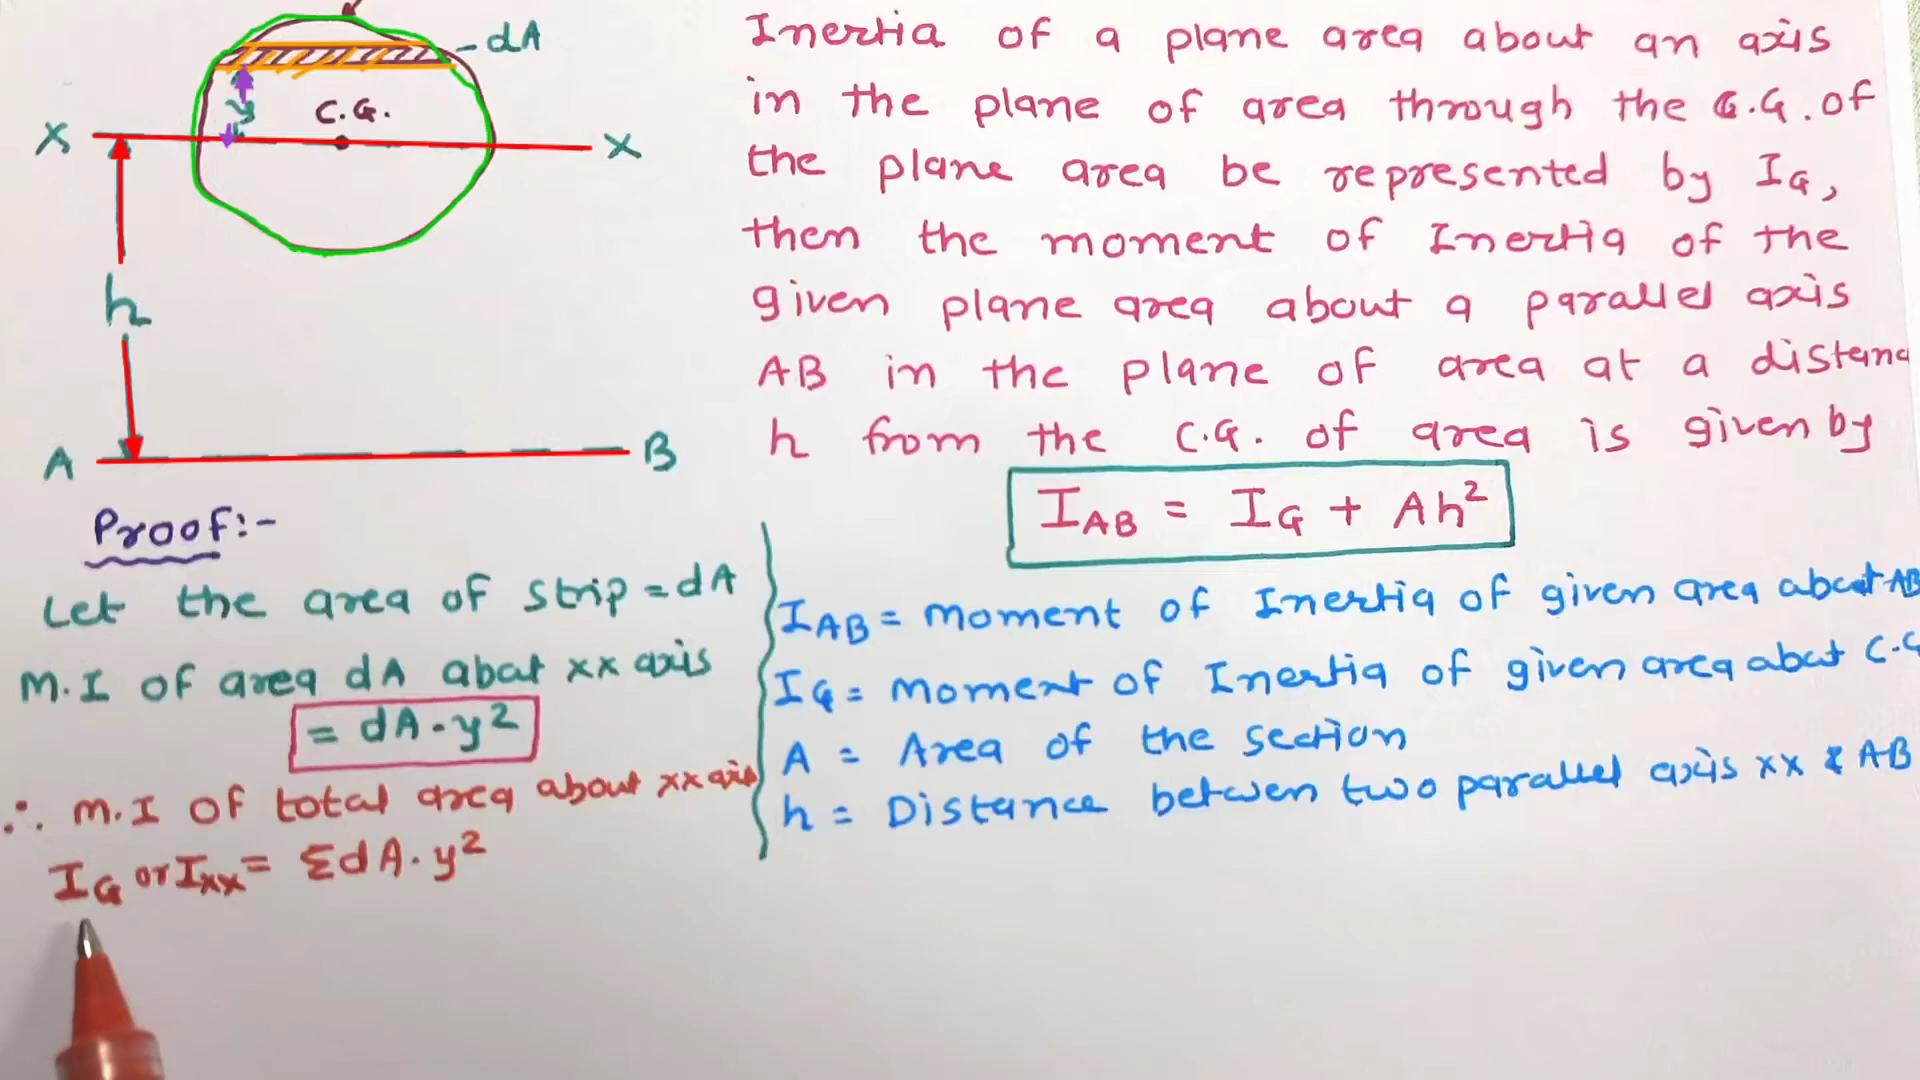 - dA
y
C.G.
X
X
h
A
B
Inertia of a plane area about an axis
in the plane of area through the C.G. of
the plane area be represented by IG,
then the moment of Inertia of the
given plane area about a parallel axis
AB in the plane of area at a distanc
h from the C.G. of area is given by
IAB = IG + Ah²
Proof:-
Let the area of strip = dA
M.I of area dA about xx axis
= dA . y²
∴ M.I of total area about xx axis
IG or Ixx = Σ dA . y²
IAB = Moment of Inertia of given area about AB
IG = Moment of Inertia of given area about C.G
A = Area of the section
h = Distance between two parallel axis xx & AB